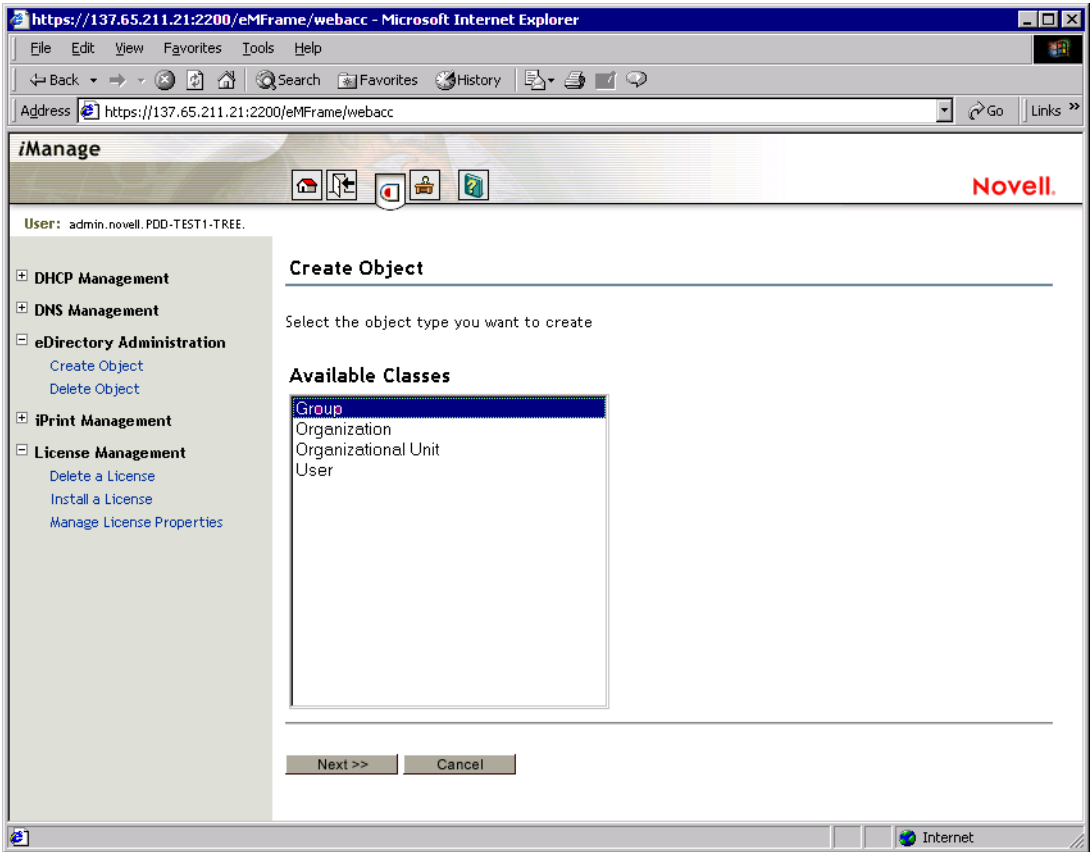 https://137.65.211.21:2200/eMFrame/webacc - Microsoft Internet Explorer
File Edit View Favorites Tools Help
Back Search Favorites History
Address https://137.65.211.21:2200/eMFrame/webacc Go Links »
iManage
Novell.
User: admin.novell.PDD-TEST1-TREE.
DHCP Management
DNS Management
eDirectory Administration
Create Object
Delete Object
iPrint Management
License Management
Delete a License
Install a License
Manage License Properties
Create Object
Select the object type you want to create
Available Classes
Group
Organization
Organizational Unit
User
Next >> Cancel
Internet